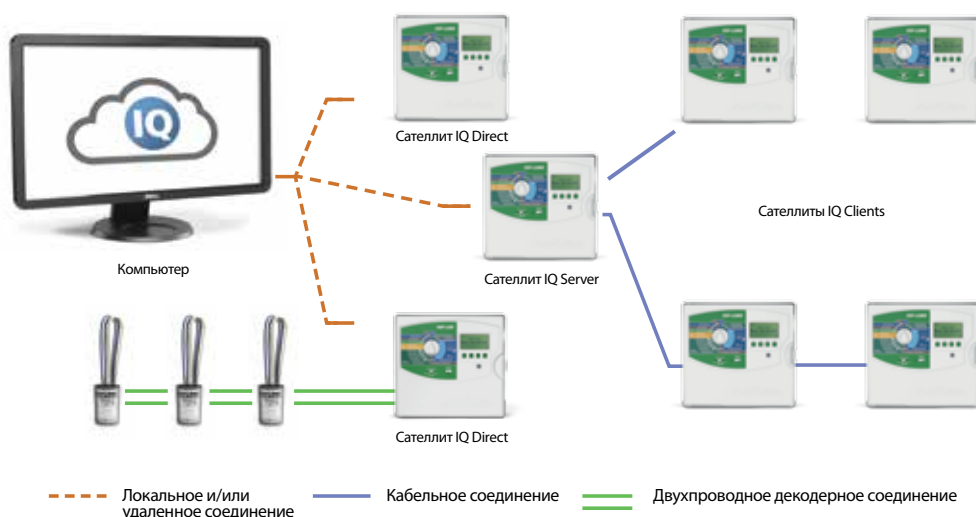 IQ
Сателлит IQ Direct
Сателлиты IQ Clients
Компьютер
Сателлит IQ Server
Сателлит IQ Direct
Локальное и/или
удаленное соединение
Кабельное соединение
Двухпроводное декодерное соединение